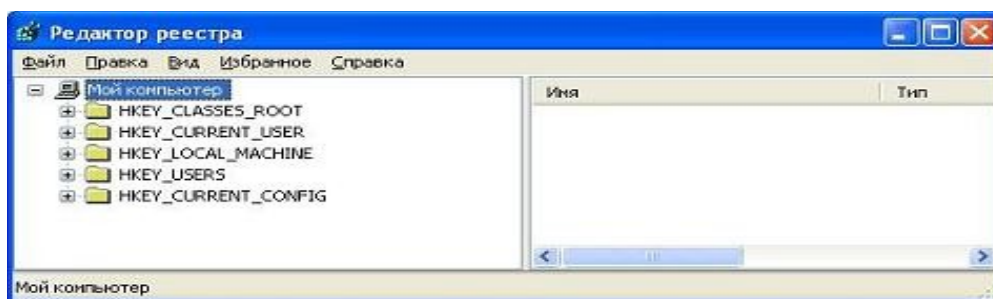 Редактор реестра
Файл Правка Вид Избранное Справка
Мой компьютер
HKEY_CLASSES_ROOT
HKEY_CURRENT_USER
HKEY_LOCAL_MACHINE
HKEY_USERS
HKEY_CURRENT_CONFIG
Имя Тип
Мой компьютер